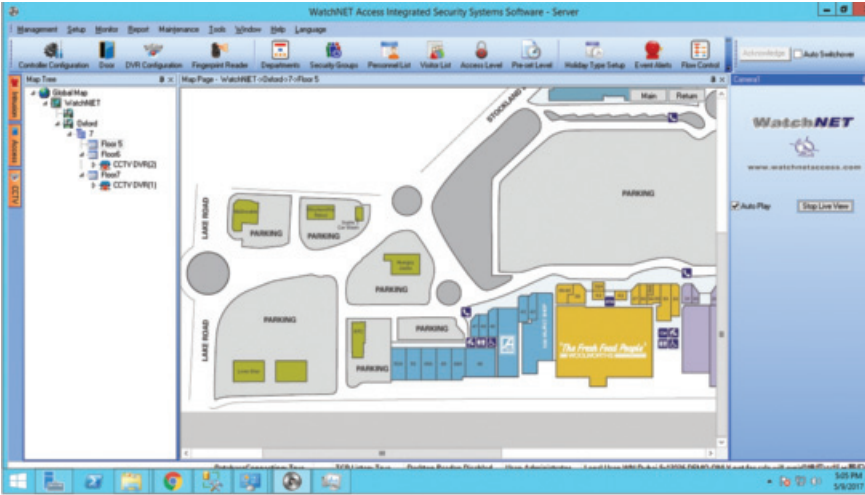 WatchNET Access Integrated Security Systems Software - Server
Management Setup Monitor Report Maintenance Tools Window Help Language
Controller Configuration Door DVR Configuration Fingerprint Reader Departments Security Groups Personnel List Visitor List Access Level Pre-set Level Holiday Type Setup Event Alerts Flow Control Acknowledge Auto Switchover
Map Tree
Map Page - WatchNET->Oxford->7->Floor 5
Camera1
Intrusion
Access
CCTV
Global Map
WatchNET
Oxford
7
Floor 5
Floor6
CCTV DVR(2)
Floor7
CCTV DVR(1)
Main Return
STOCKLAND
WatchNET
www.watchnetaccess.com
Auto Play Stop Live View
LAKE ROAD
PARKING
PARKING
PARKING
PARKING
PARKING
LAKE ROAD
PARKING
PARKING
"The Fresh Food People"
WOOLWORTHS
5:05 PM
5/9/2017